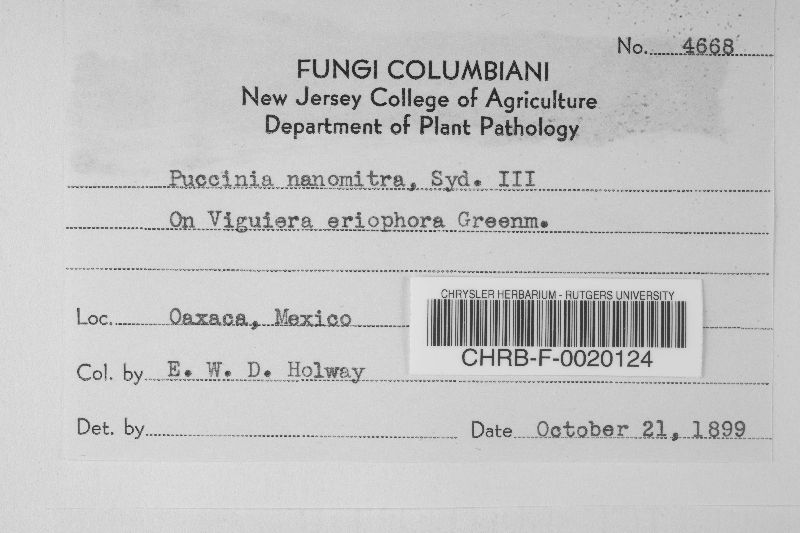 No. 4668
FUNGI COLUMBIANI
New Jersey College of Agriculture
Department of Plant Pathology
Puccinia nanomitra, Syd. III
On Viguiera eriophora Greenm.
Loc. Oaxaca, Mexico
CHRYSLER HERBARIUM - RUTGERS UNIVERSITY
CHRB-F-0020124
Col. by E. W. D. Holway
Det. by
Date October 21, 1899